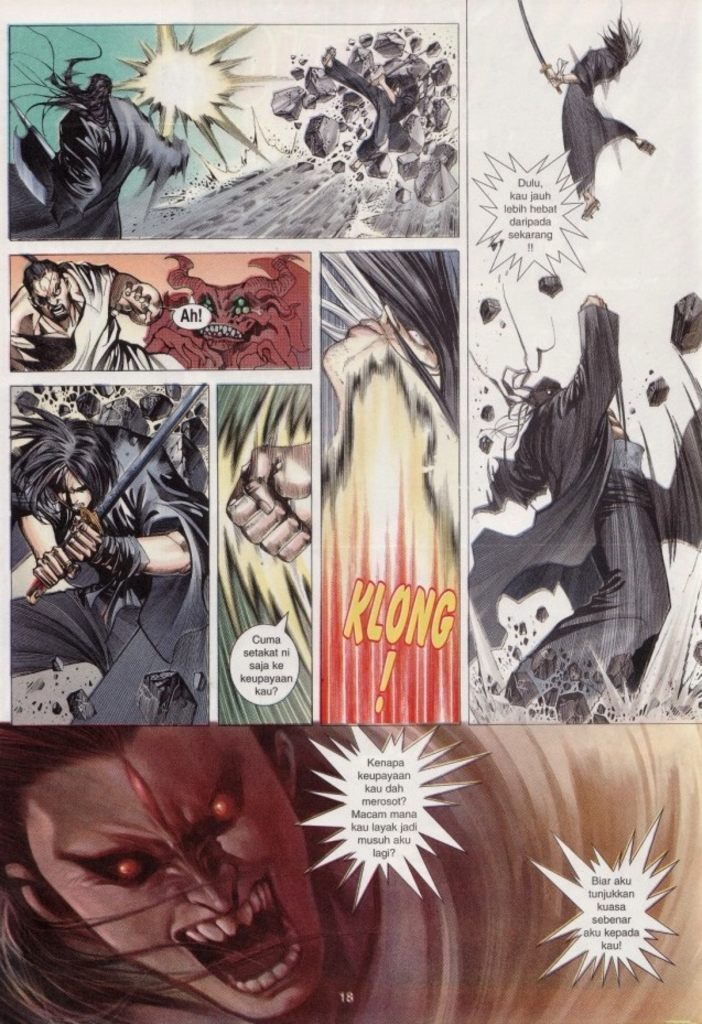 Dulu,
kau jauh
lebih hebat
daripada
sekarang
!!
Ah!
Cuma
setakat ni
saja ke
keupayaan
kau?
KLONG
!
Kenapa
keupayaan
kau dah
merosot?
Macam mana
kau layak jadi
musuh aku
lagi?
Biar aku
tunjukkan
kuasa
sebenar
aku kepada
kau!
18